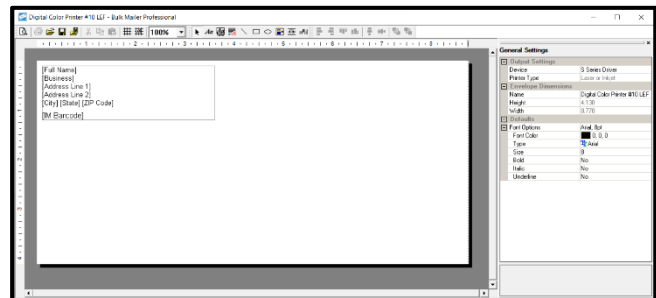 Digital Color Printer #10 LEF - Bulk Mailer Professional
100%
General Settings
Output Settings
Device S Series Driver
Printer Type Laser or Inkjet
Envelope Dimensions
Name Digital Color Printer #10 LEF
Height 4.130
Width 9.770
Defaults
Font Options Arial, 8pt
Font Color 0, 0, 0
Type Arial
Size 8
Bold No
Italic No
Underline No
[Full Name]
[Business]
[Address Line 1]
[Address Line 2]
[City] [State] [ZIP Code]
[IM Barcode]